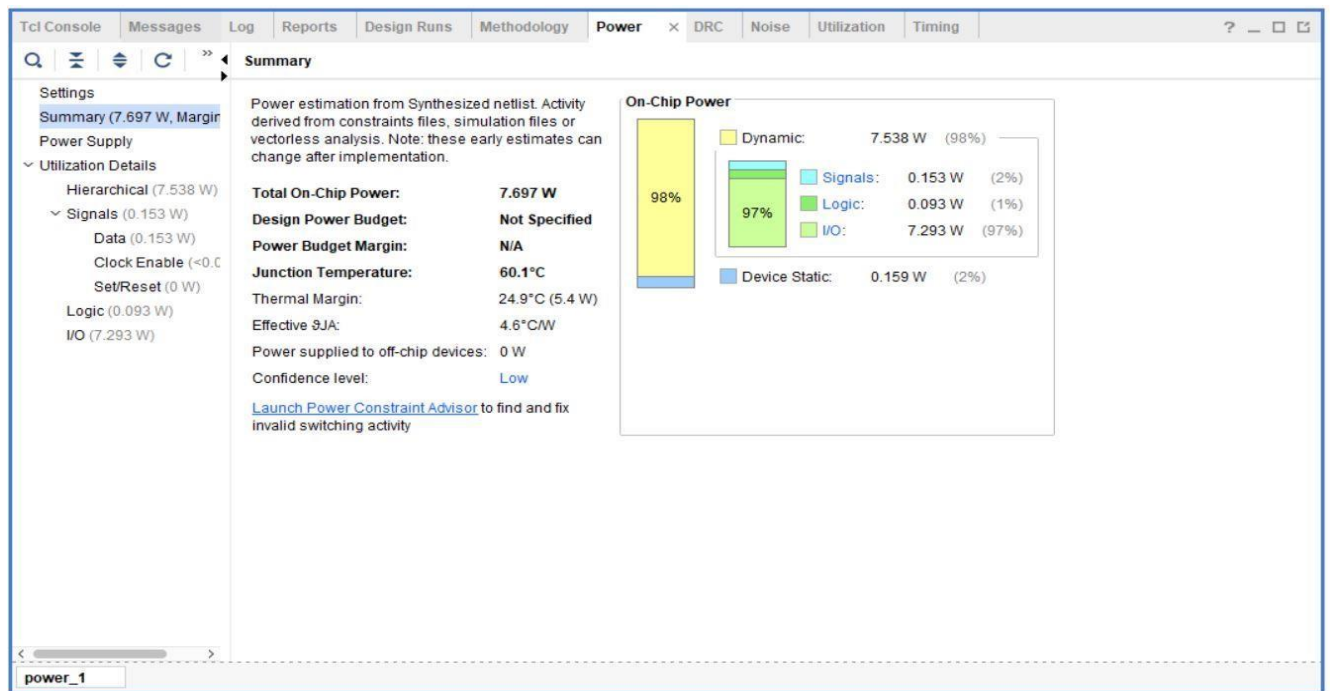 Tcl Console Messages Log Reports Design Runs Methodology Power × DRC Noise Utilization Timing ? _
»
Summary
Settings
Summary (7.697 W, Margin
Power Supply
Utilization Details
Hierarchical (7.538 W)
Signals (0.153 W)
Data (0.153 W)
Clock Enable (<0.0
Set/Reset (0 W)
Logic (0.093 W)
I/O (7.293 W)
Power estimation from Synthesized netlist. Activity
derived from constraints files, simulation files or
vectorless analysis. Note: these early estimates can
change after implementation.
Total On-Chip Power: 7.697 W
Design Power Budget: Not Specified
Power Budget Margin: N/A
Junction Temperature: 60.1°C
Thermal Margin: 24.9°C (5.4 W)
Effective ϑJA: 4.6°C/W
Power supplied to off-chip devices: 0 W
Confidence level: Low
Launch Power Constraint Advisor to find and fix
invalid switching activity
On-Chip Power
98%
Dynamic: 7.538 W (98%)
97%
Signals: 0.153 W (2%)
Logic: 0.093 W (1%)
I/O: 7.293 W (97%)
Device Static: 0.159 W (2%)
power_1